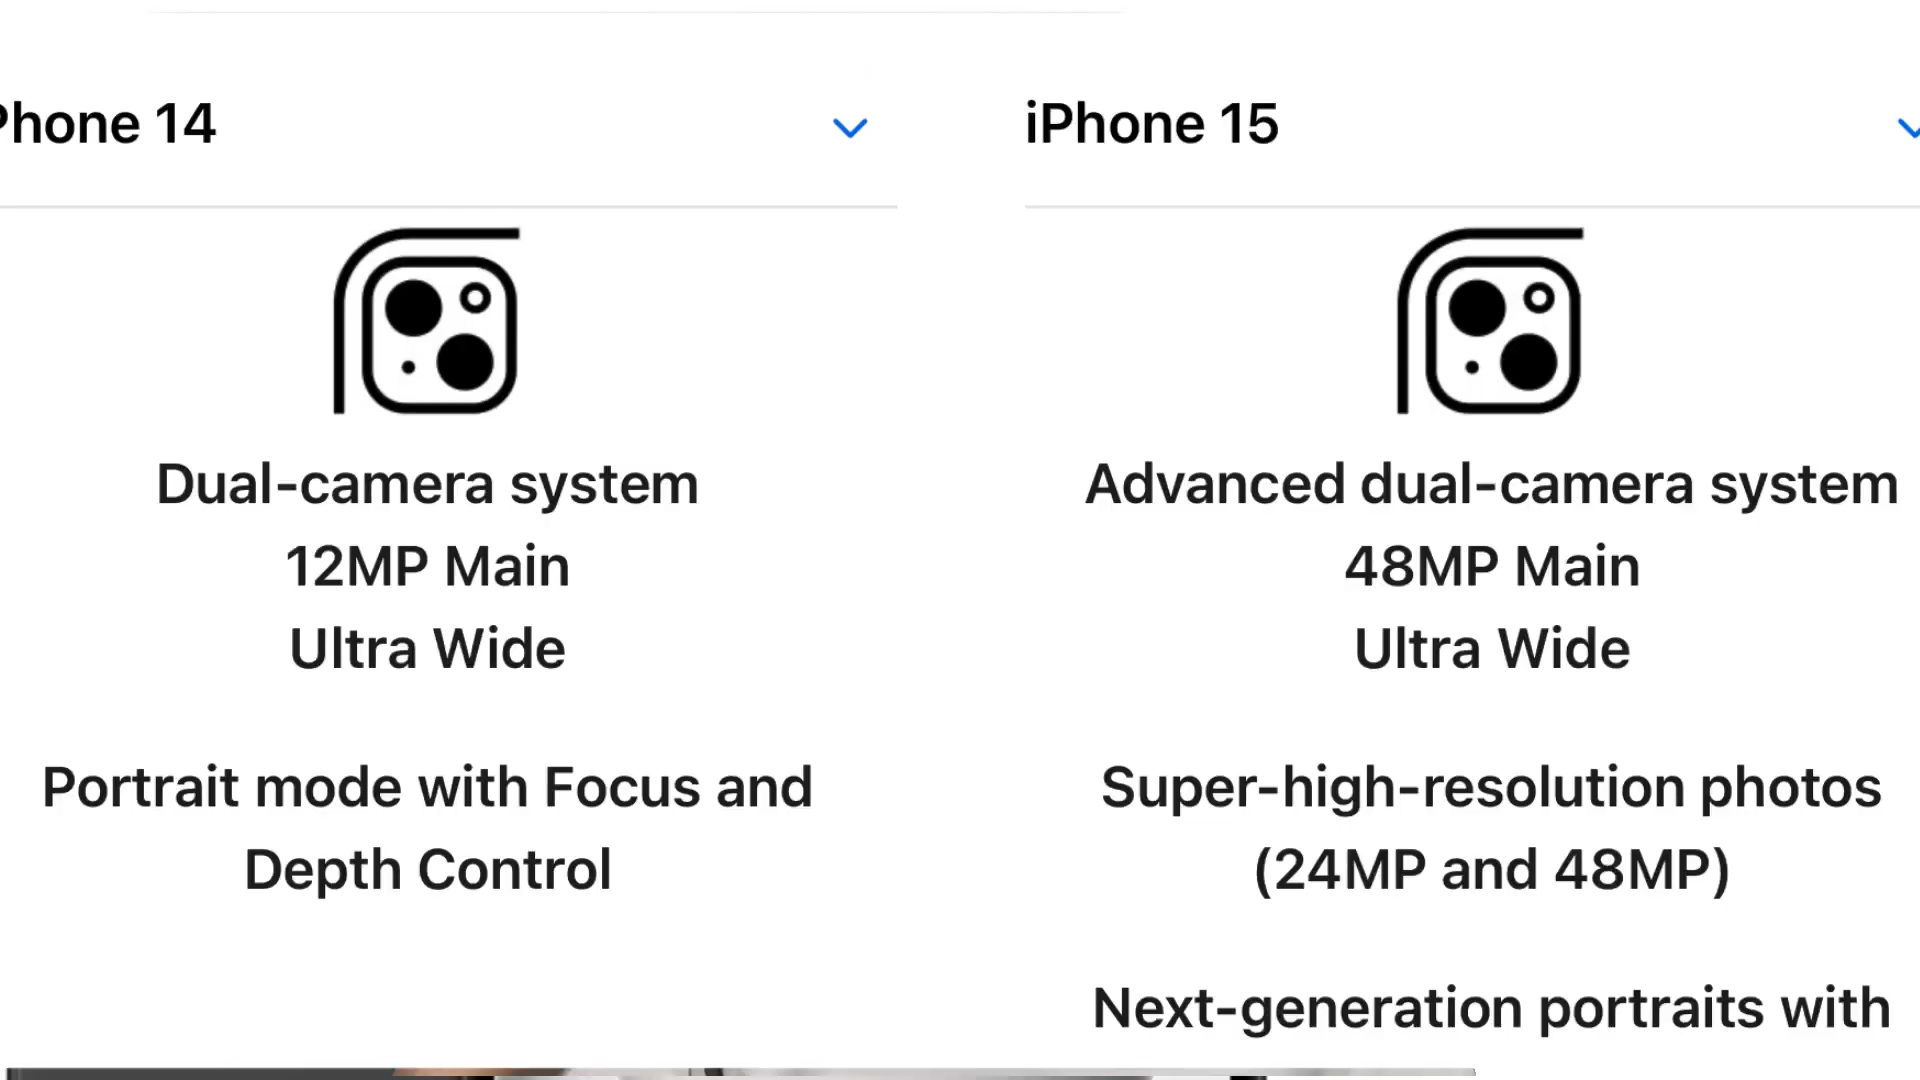 Phone 14
iPhone 15
Dual-camera system
12MP Main
Ultra Wide
Portrait mode with Focus and
Depth Control
Advanced dual-camera system
48MP Main
Ultra Wide
Super-high-resolution photos
(24MP and 48MP)
Next-generation portraits with